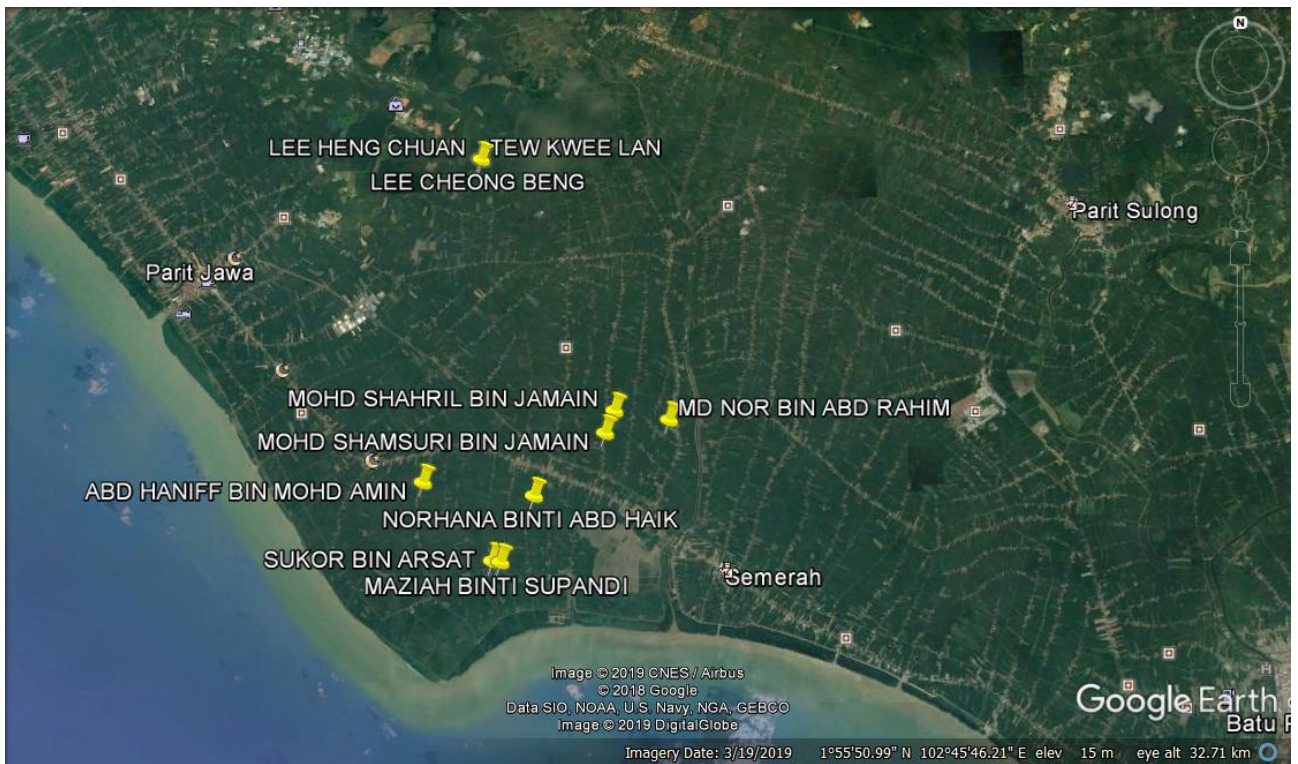 N
LEE HENG CHUAN TEW KWEE LAN
LEE CHEONG BENG
Parit Sulong
Parit Jawa
MOHD SHAHRIL BIN JAMAIN
MD NOR BIN ABD RAHIM
MOHD SHAMSURI BIN JAMAIN
ABD HANIFF BIN MOHD AMIN
NORHANA BINTI ABD HAIK
SUKOR BIN ARSAT
MAZIAH BINTI SUPANDI
Semerah
Image © 2019 CNES / Airbus
© 2018 Google
Data SIO, NOAA, U.S. Navy, NGA, GEBCO
Image © 2019 DigitalGlobe
Google Earth
Batu
Imagery Date: 3/19/2019 1°55'50.99" N 102°45'46.21" E elev 15 m eye alt 32.71 km